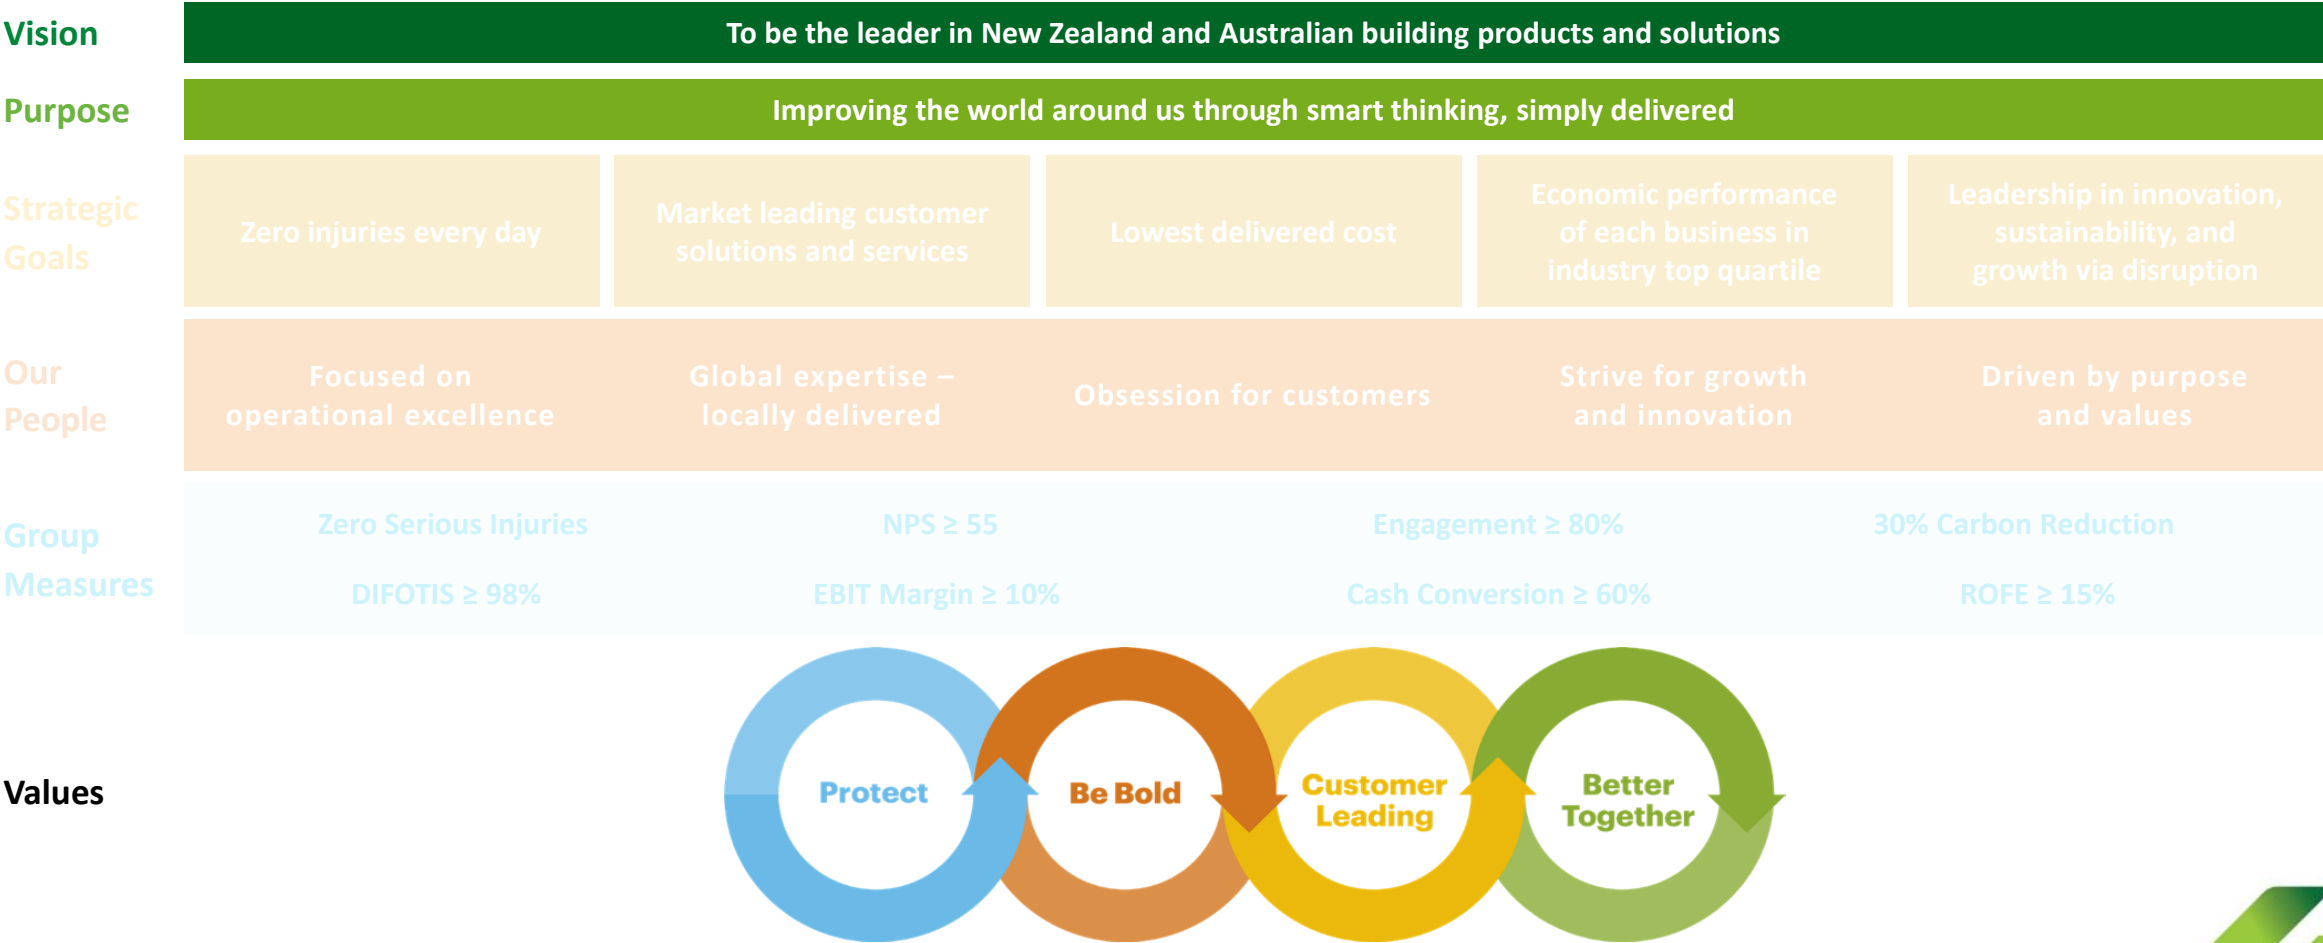 Vision
To be the leader in New Zealand and Australian building products and solutions
Purpose
Improving the world around us through smart thinking, simply delivered
Strategic
Goals
Zero injuries every day
Market leading customer
solutions and services
Lowest delivered cost
Economic performance
of each business in
industry top quartile
Leadership in innovation,
sustainability, and
growth via disruption
Our
People
Focused on
operational excellence
Global expertise –
locally delivered
Obsession for customers
Strive for growth
and innovation
Driven by purpose
and values
Group
Measures
Zero Serious Injuries
NPS ≥ 55
Engagement ≥ 80%
30% Carbon Reduction
DIFOTIS ≥ 98%
EBIT Margin ≥ 10%
Cash Conversion ≥ 60%
ROFE ≥ 15%
Values
Protect
Be Bold
Customer
Leading
Better
Together